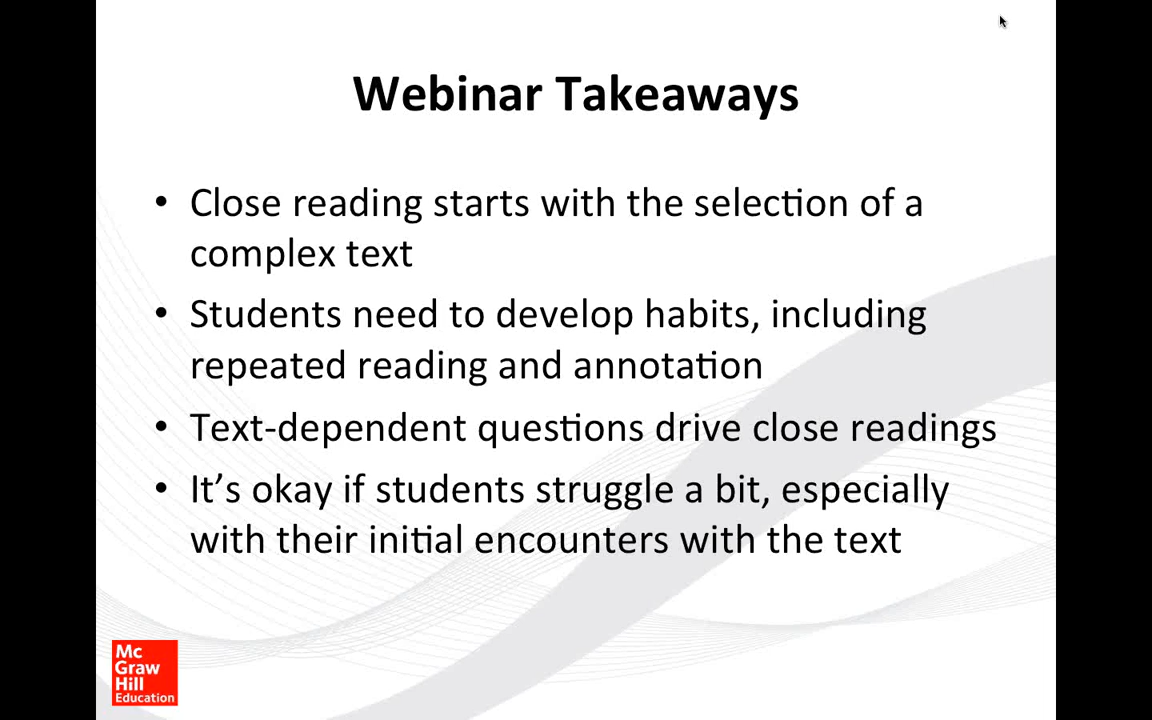 Webinar Takeaways
• Close reading starts with the selection of a
complex text
• Students need to develop habits, including
repeated reading and annotation
• Text-dependent questions drive close readings
• It’s okay if students struggle a bit, especially
with their initial encounters with the text
Mc
Graw
Hill
Education